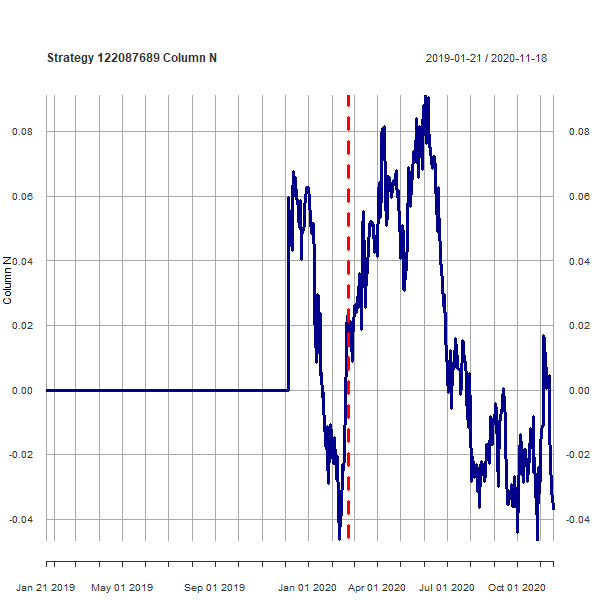 Strategy 122087689 Column N
2019-01-21 / 2020-11-18
0.08
0.08
0.06
0.06
0.04
0.04
0.02
0.02
0.00
0.00
-0.02
-0.02
-0.04
-0.04
Column N
Jan 21 2019
May 01 2019
Sep 01 2019
Jan 01 2020
Apr 01 2020
Jul 01 2020
Oct 01 2020